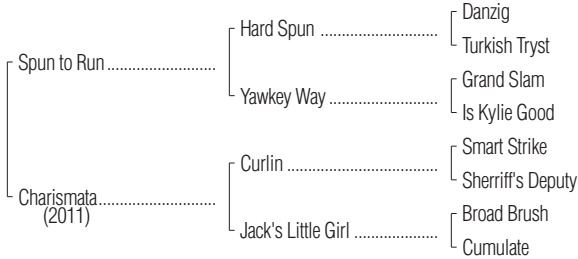 Danzig
Hard Spun
Turkish Tryst
Spun to Run
Grand Slam
Yawkey Way
Is Kylie Good
Smart Strike
Curlin
Sherriff's Deputy
Charismata
(2011)
Broad Brush
Jack's Little Girl
Cumulate